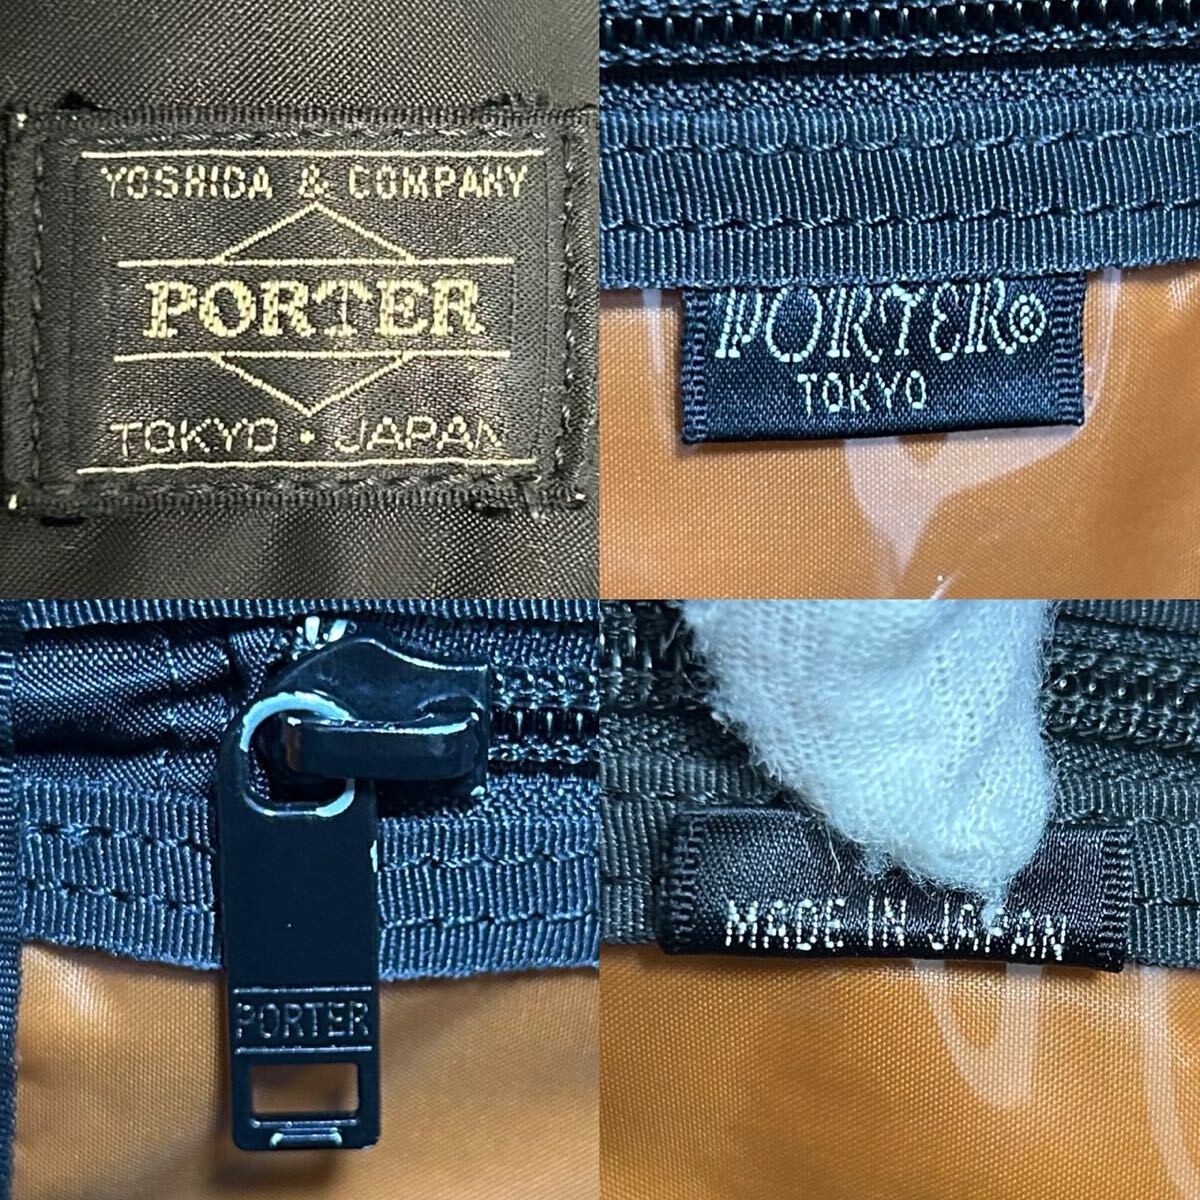 YOSHIDA & COMPANY
PORTER
TOKYO · JAPAN
PORTER®
TOKYO
PORTER
MADE IN JAPAN